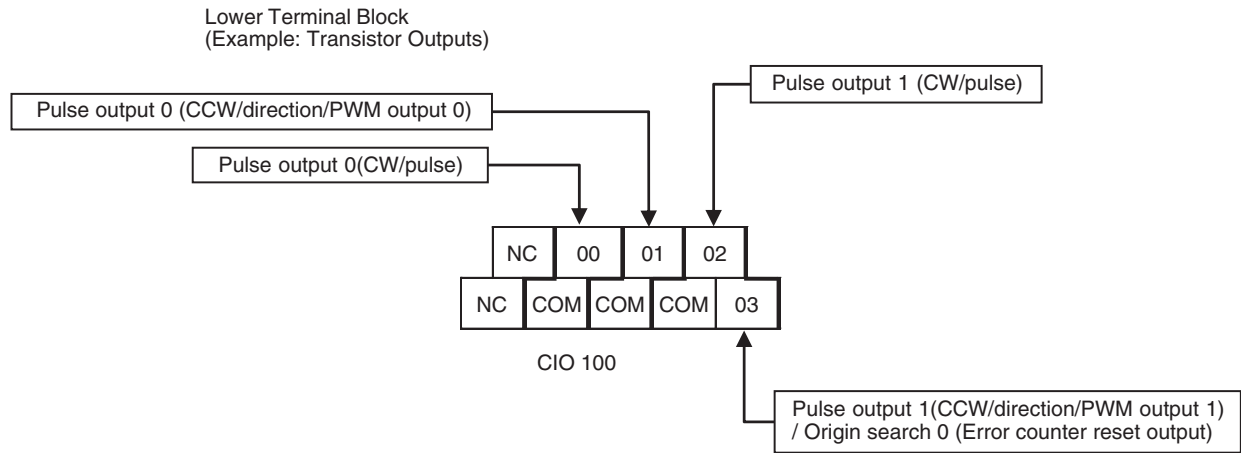 Lower Terminal Block
(Example: Transistor Outputs)
Pulse output 1 (CW/pulse)
Pulse output 0 (CCW/direction/PWM output 0)
Pulse output 0(CW/pulse)
NC 00 01 02
NC COM COM COM 03
CIO 100
Pulse output 1(CCW/direction/PWM output 1)
/ Origin search 0 (Error counter reset output)